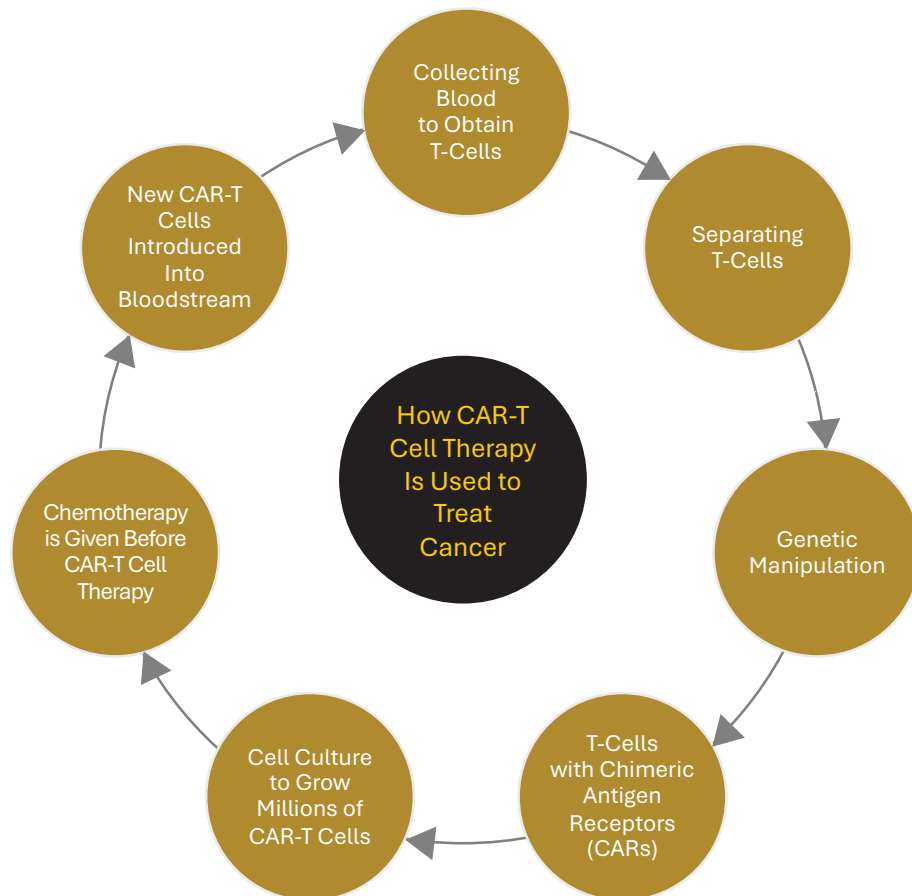 Collecting
Blood
to Obtain
T-Cells
Separating
T-Cells
Genetic
Manipulation
T-Cells
with Chimeric
Antigen
Receptors
(CARs)
Cell Culture
to Grow
Millions of
CAR-T Cells
Chemotherapy
is Given Before
CAR-T Cell
Therapy
New CAR-T
Cells
Introduced
Into
Bloodstream
How CAR-T
Cell Therapy
Is Used to
Treat
Cancer